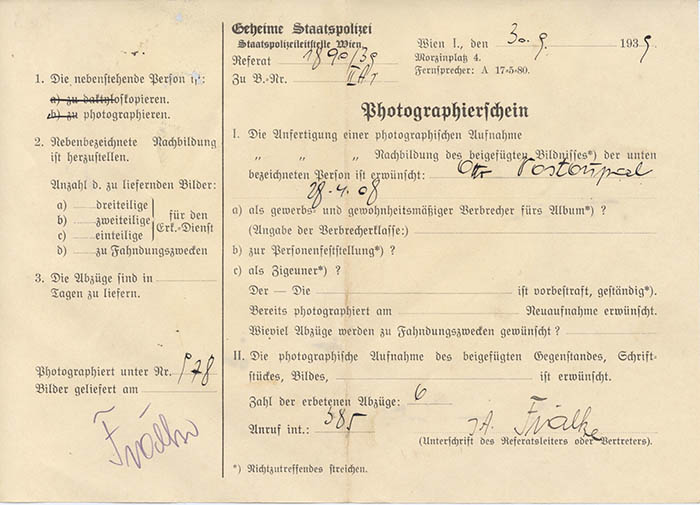 1. Die nebenstehende Person ist:
a) zu daktyloskopieren.
b) zu photographieren.
2. Nebenbezeichnete Nachbildung
ist herzustellen.
Anzahl d. zu liefernden Bilder:
a) dreiteilige
b) zweiteilige
c) einteilige
für den
Erk.-Dienst
d) zu Fahndungszwecken
3. Die Abzüge sind in
Tagen zu liefern.
Photographiert unter Nr. 978
Bilder geliefert am
Geheime Staatspolizei
Staatspolizeileitstelle Wien
Referat 1890/39
Zu B.-Nr. II A 1
Wien I., den 30. 9. 1939
Morzinplatz 4.
Fernsprecher: A 17-5-80.
Photographierschein
I. Die Anfertigung einer photographischen Aufnahme
„ „ „ Nachbildung des beigefügten Bildnisses*) der unten
bezeichneten Person ist erwünscht: Otto
28.4.08
a) als gewerbs- und gewohnheitsmäßiger Verbrecher fürs Album*) ?
(Angabe der Verbrecherklasse:)
b) zur Personenfeststellung*) ?
c) als Zigeuner*) ?
Der — Die ist vorbestraft, geständig*).
Bereits photographiert am Neuaufnahme erwünscht.
Wieviel Abzüge werden zu Fahndungszwecken gewünscht ?
II. Die photographische Aufnahme des beigefügten Gegenstandes, Schrift-
stückes, Bildes, ist erwünscht.
Zahl der erbetenen Abzüge: 6
Anruf int.: 385
(Unterschrift des Referatsleiters oder Vertreters).
*) Nichtzutreffendes streichen.